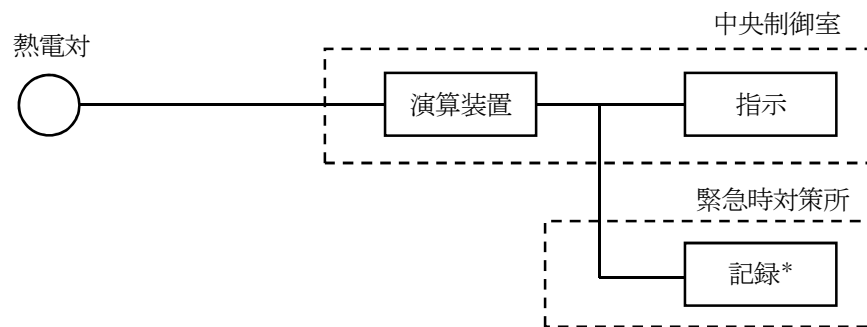 中央制御室
熱電対
演算装置
指示
緊急時対策所
記録*